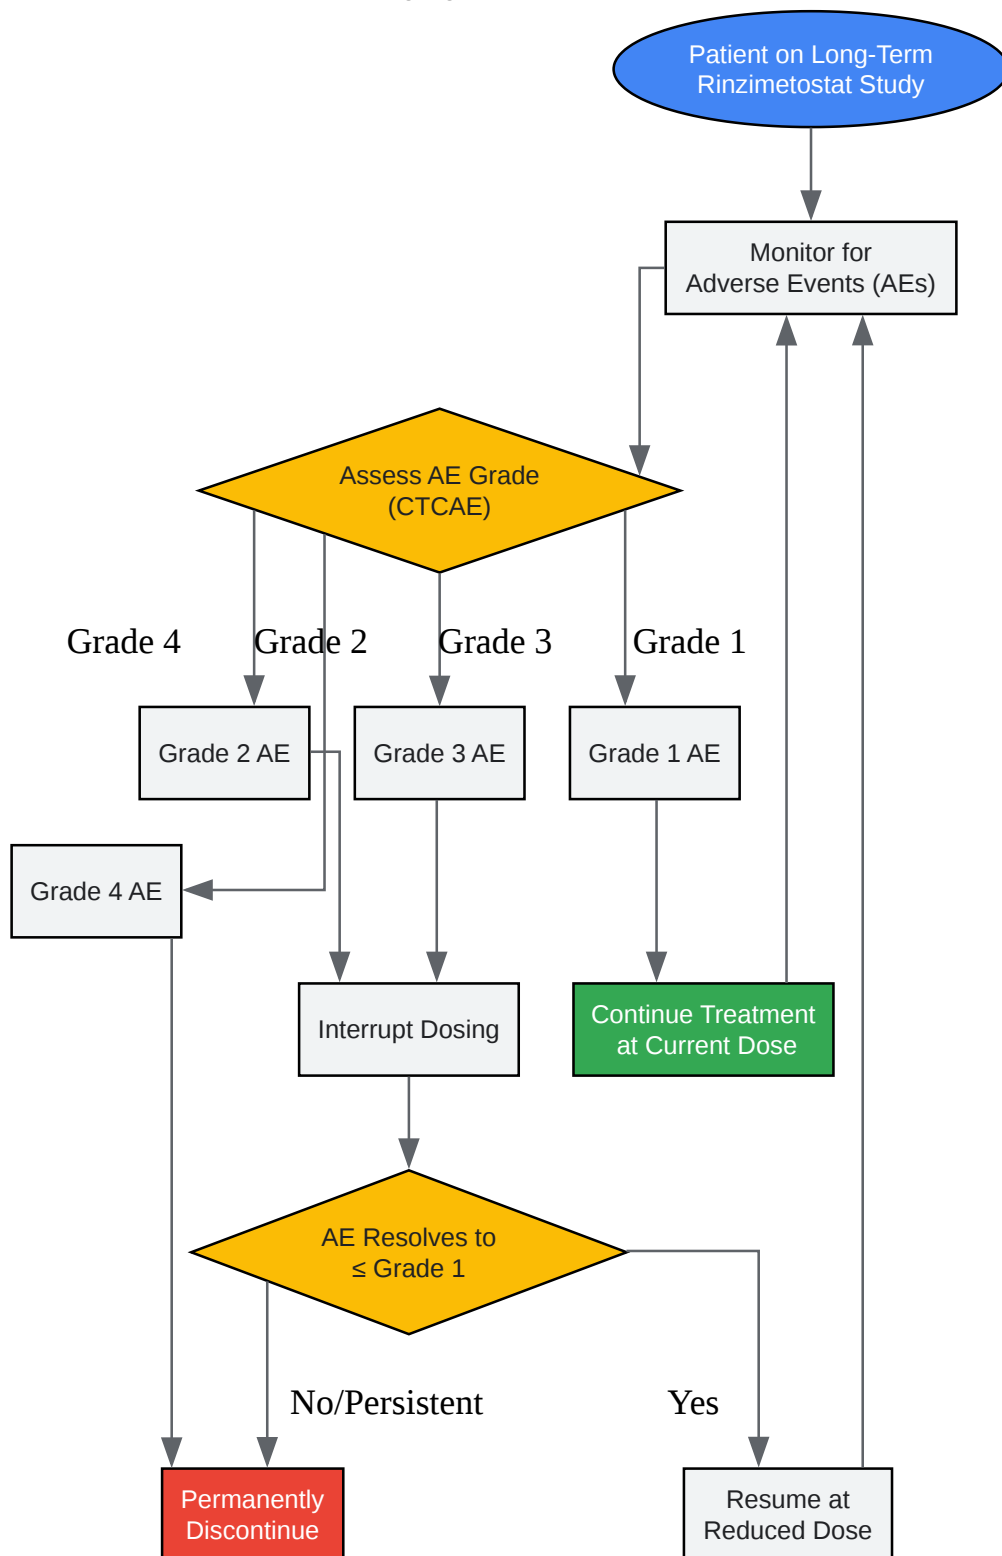 Patient on Long-Term
Rinzimetostat Study
Monitor for
Adverse Events (AEs)
Assess AE Grade
(CTCAE)
Grade 4
Grade 2
Grade 3
Grade 1
Grade 2 AE
Grade 3 AE
Grade 1 AE
Grade 4 AE
Interrupt Dosing
Continue Treatment
at Current Dose
AE Resolves to
≤ Grade 1
No/Persistent
Yes
Permanently
Discontinue
Resume at
Reduced Dose